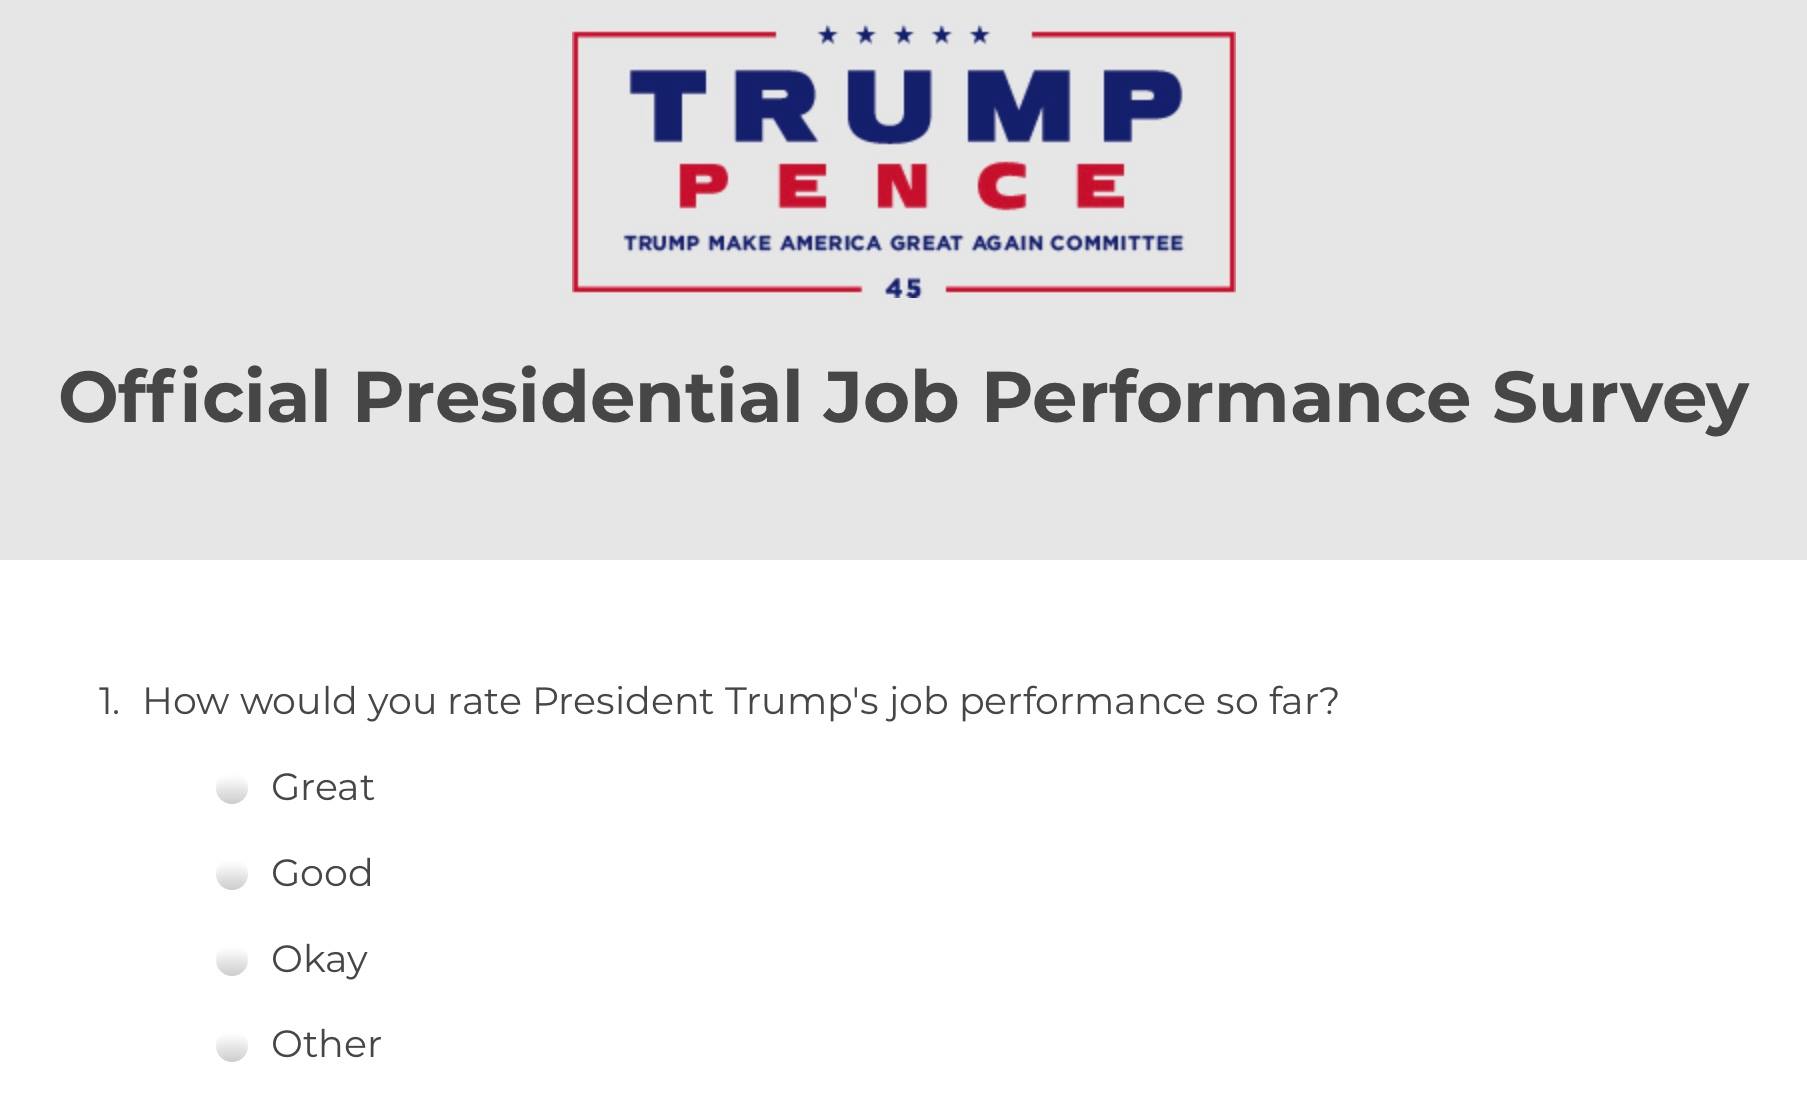 TRUMP
PENCE
TRUMP MAKE AMERICA GREAT AGAIN COMMITTEE
45
Official Presidential Job Performance Survey
1. How would you rate President Trump's job performance so far?
Great
Good
Okay
Other